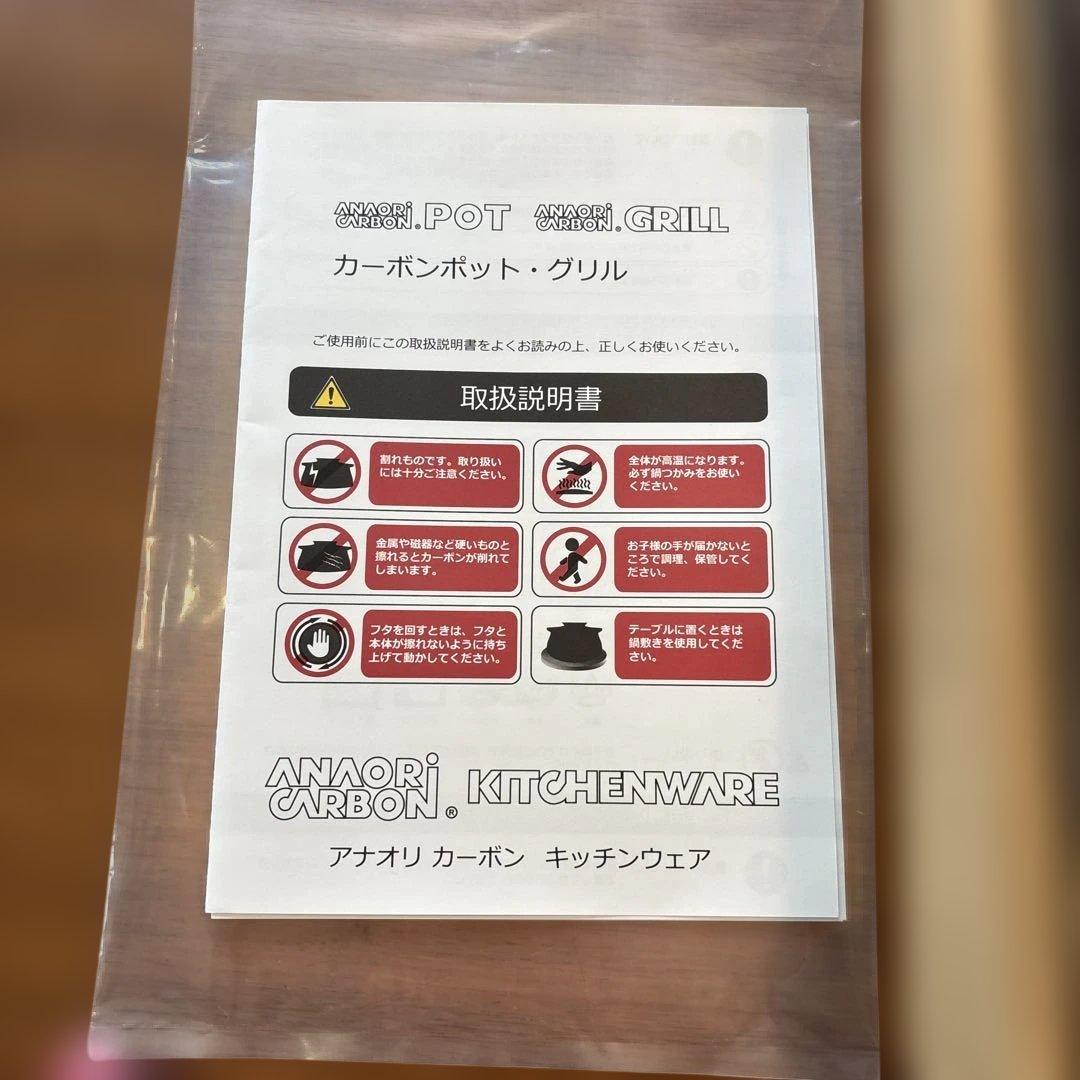 ANAORI CARBON.POT ANAORI CARBON®.GRILL
カーボンポット・グリル
ご使用前にこの取扱説明書をよくお読みの上、正しくお使いください。
取扱説明書
割れものです。取り扱い
には十分ご注意ください。
全体が高温になります。
必ず鍋つかみをお使い
ください。
金属や磁器など硬いものと
擦れるとカーボンが削れて
しまいます。
お子様の手が届かないと
ころで調理、保管してく
ださい。
フタを回すときは、フタと
本体が擦れないように持ち
上げて動かしてください。
テーブルに置くときは
鍋敷きを使用してくだ
さい。
ANAORI
CARBON® KITCHENWARE
アナオリ カーボン キッチンウェア